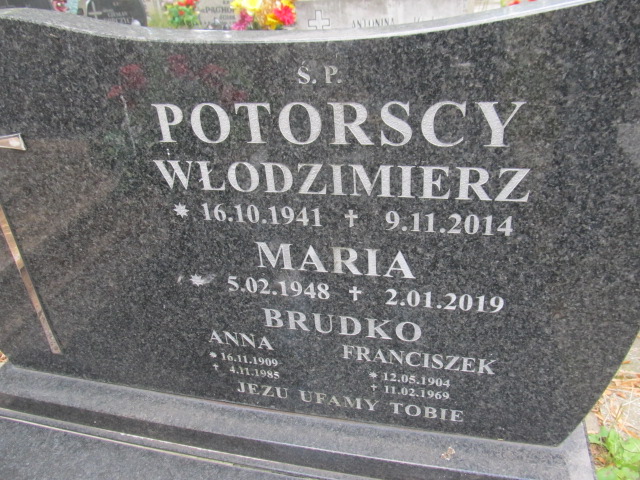 ANTONINA
Ś. P.
POTORSCY
WŁODZIMIERZ
* 16.10.1941 † 9.11.2014
MARIA
* 5.02.1948 † 2.01.2019
BRUDKO
ANNA
* 16.11.1909
† 4.11.1985
FRANCISZEK
* 12.05.1904
† 11.02.1969
JEZU UFAMY TOBIE